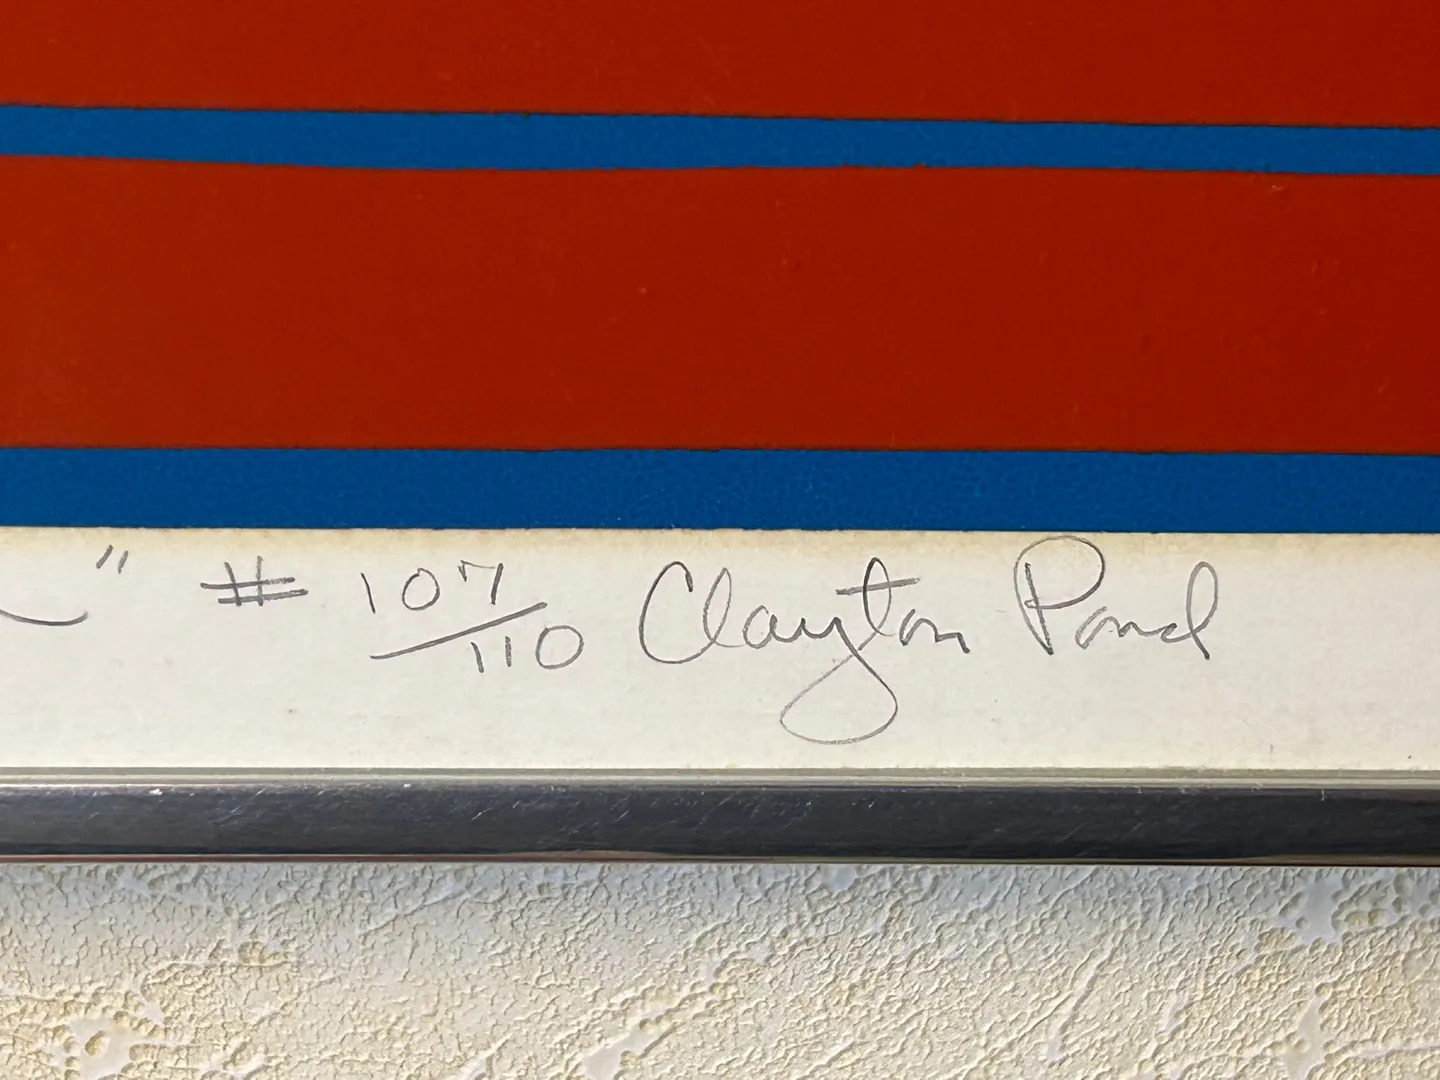 " # 107/110 Clayton Pond